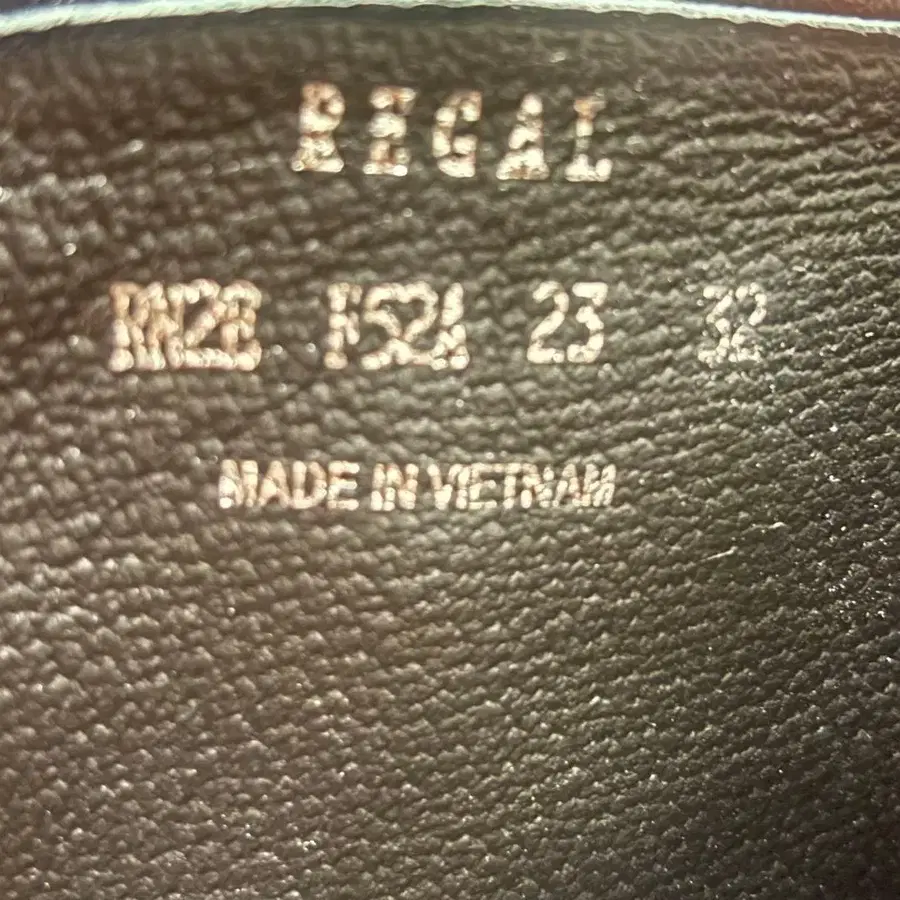 REGAL
RN28 F52A 23 32
MADE IN VIETNAM